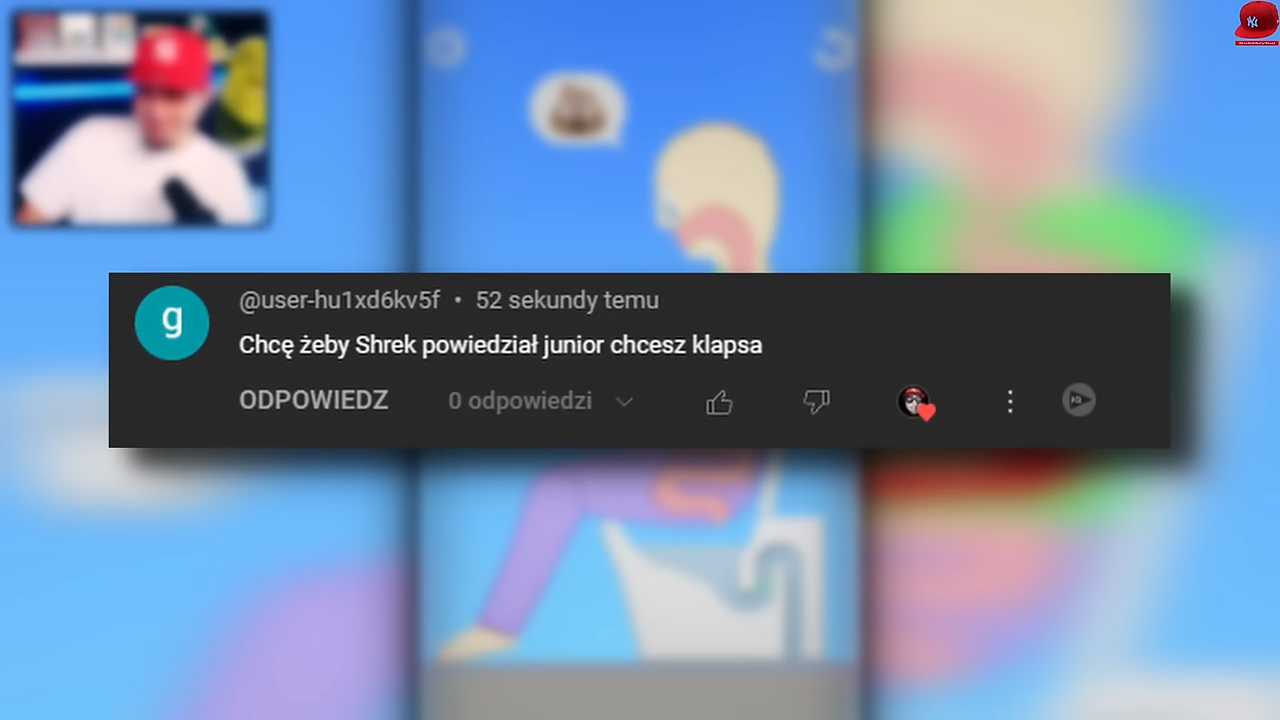 g
@user-hu1xd6kv5f • 52 sekundy temu
Chcę żeby Shrek powiedział junior chcesz klapsa
ODPOWIEDZ 0 odpowiedzi